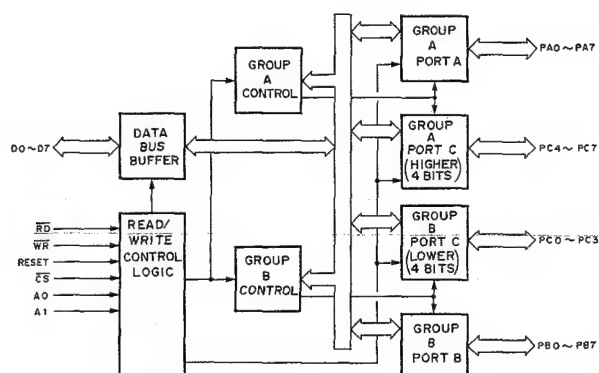 GROUP
A
PORT A
PA0～PA7
GROUP
A
CONTROL
DATA
BUS
BUFFER
D0～D7
GROUP
A
PORT C
(HIGHER)
(4 BITS)
PC4～PC7
RD
WR
RESET
CS
A0
A1
READ/
WRITE
CONTROL
LOGIC
GROUP
B
PORT C
(LOWER)
(4 BITS)
PC0～PC3
GROUP
B
CONTROL
GROUP
B
PORT B
PB0～PB7